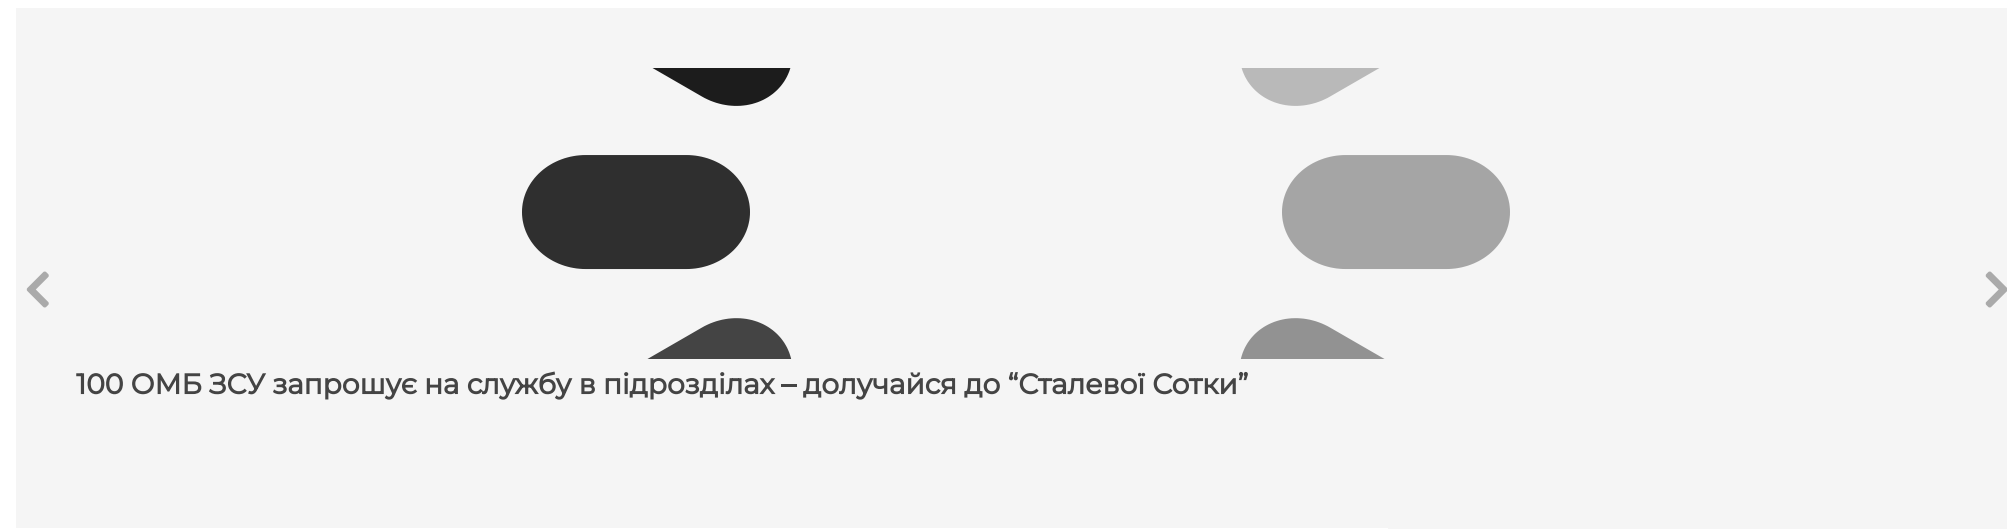 100 ОМБ ЗСУ запрошує на службу в підрозділах – долучайся до “Сталевої Сотки”